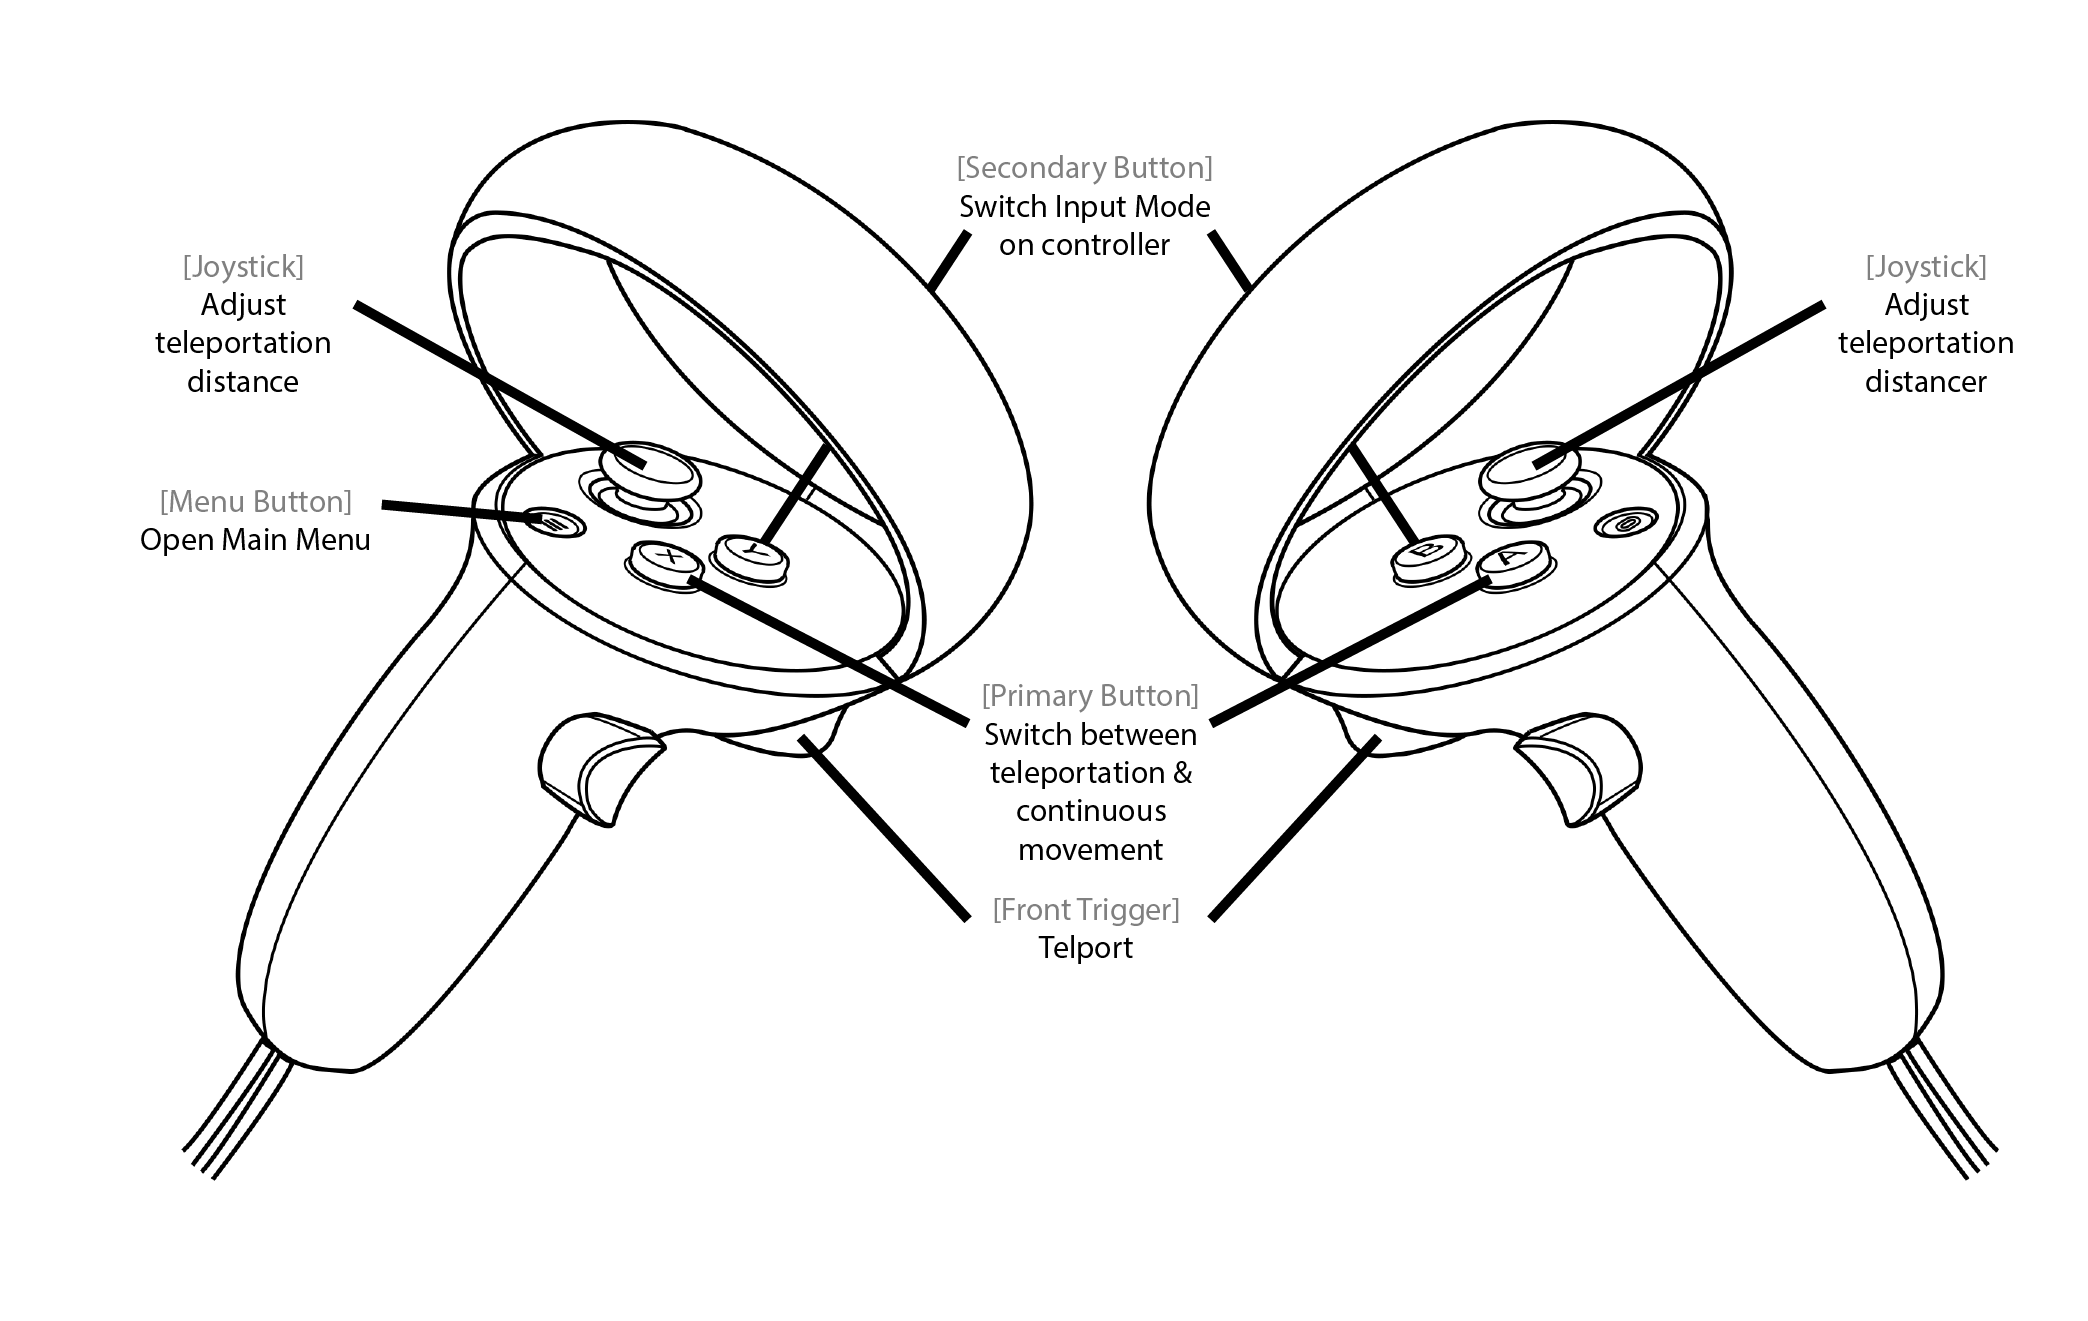 [Secondary Button]
Switch Input Mode
on controller
[Joystick]
Adjust
teleportation
distance
[Joystick]
Adjust
teleportation
distancer
[Menu Button]
Open Main Menu
X
Y
B
A
[Primary Button]
Switch between
teleportation &
continuous
movement
[Front Trigger]
Telport